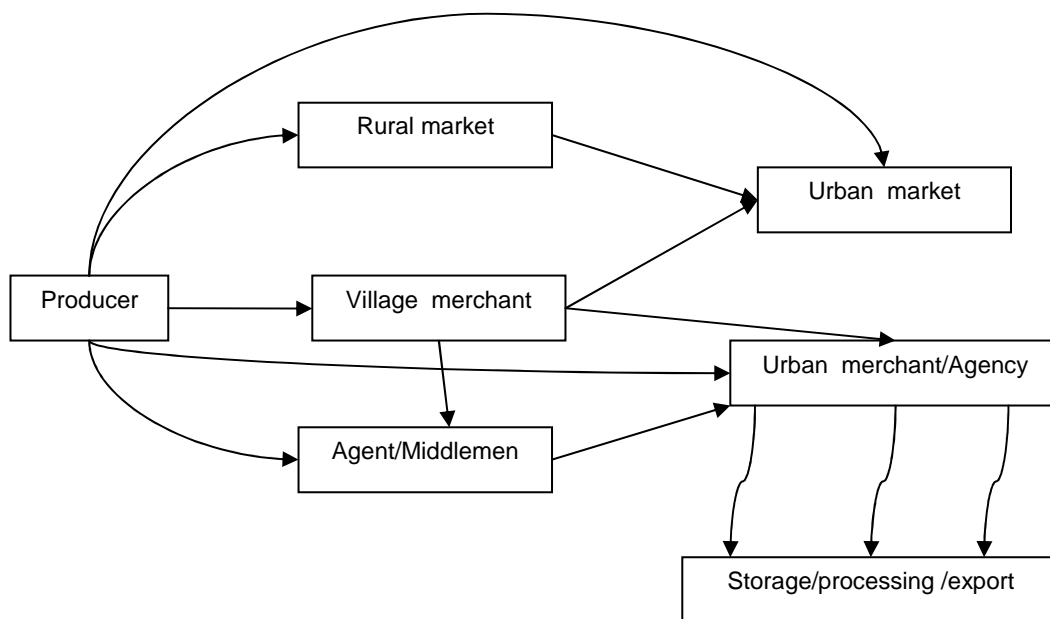 Rural market
Urban market
Producer
Village merchant
Urban merchant/Agency
Agent/Middlemen
Storage/processing /export